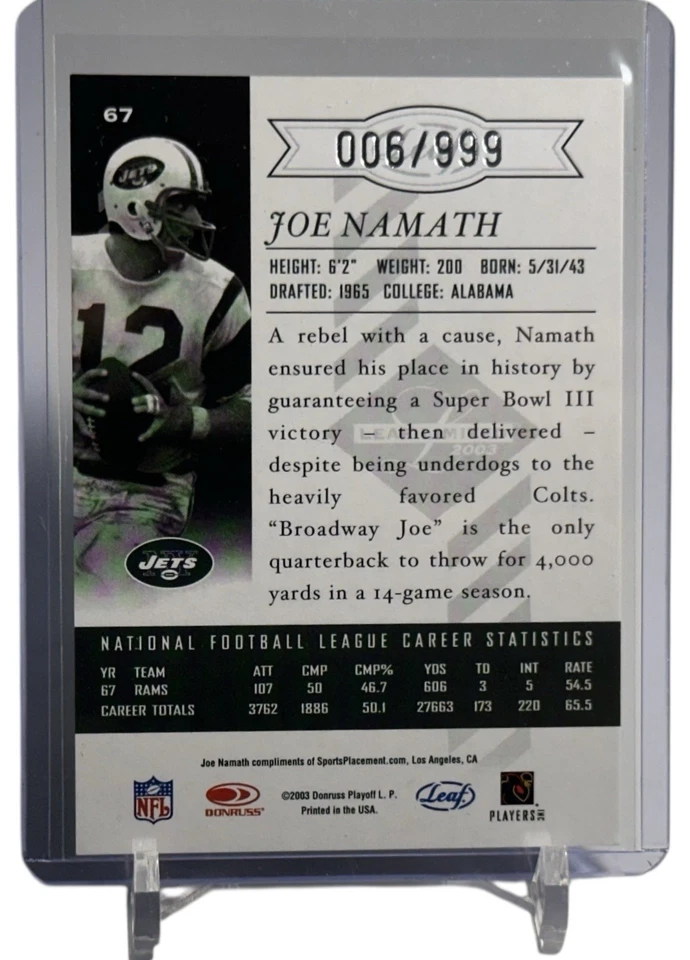 67
006/999
JOE NAMATH
HEIGHT: 6'2" WEIGHT: 200 BORN: 5/31/43
DRAFTED: 1965 COLLEGE: ALABAMA
A rebel with a cause, Namath
ensured his place in history by
guaranteeing a Super Bowl III
victory – then delivered –
despite being underdogs to the
heavily favored Colts.
“Broadway Joe” is the only
quarterback to throw for 4,000
yards in a 14-game season.
2003
JETS
12
JETS
NATIONAL FOOTBALL LEAGUE CAREER STATISTICS
YR TEAM ATT CMP CMP% YDS TD INT RATE
67 RAMS 107 50 46.7 606 3 5 54.5
CAREER TOTALS 3762 1886 50.1 27663 173 220 65.5
Joe Namath compliments of SportsPlacement.com, Los Angeles, CA
NFL
DONRUSS
©2003 Donruss Playoff L. P.
Printed in the USA.
Leaf
PLAYERS INC